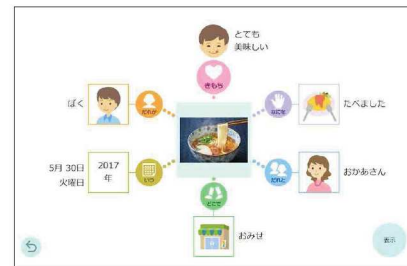 とても
美味しい
きもち
ぼく
だれが
なにを
たべました
5月 30日
火曜日
2017
年
いつ
だれと
おかあさん
どこで
おみせ
表示